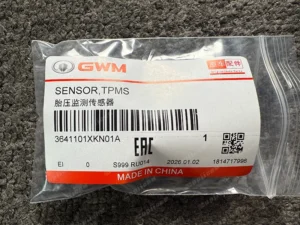 GWM
SENSOR,TPMS
胎压监测传感器
3641101XKN01A
EAC
1
EI 0 S999 RU014 2026.01.02 1814717996
MADE IN CHINA